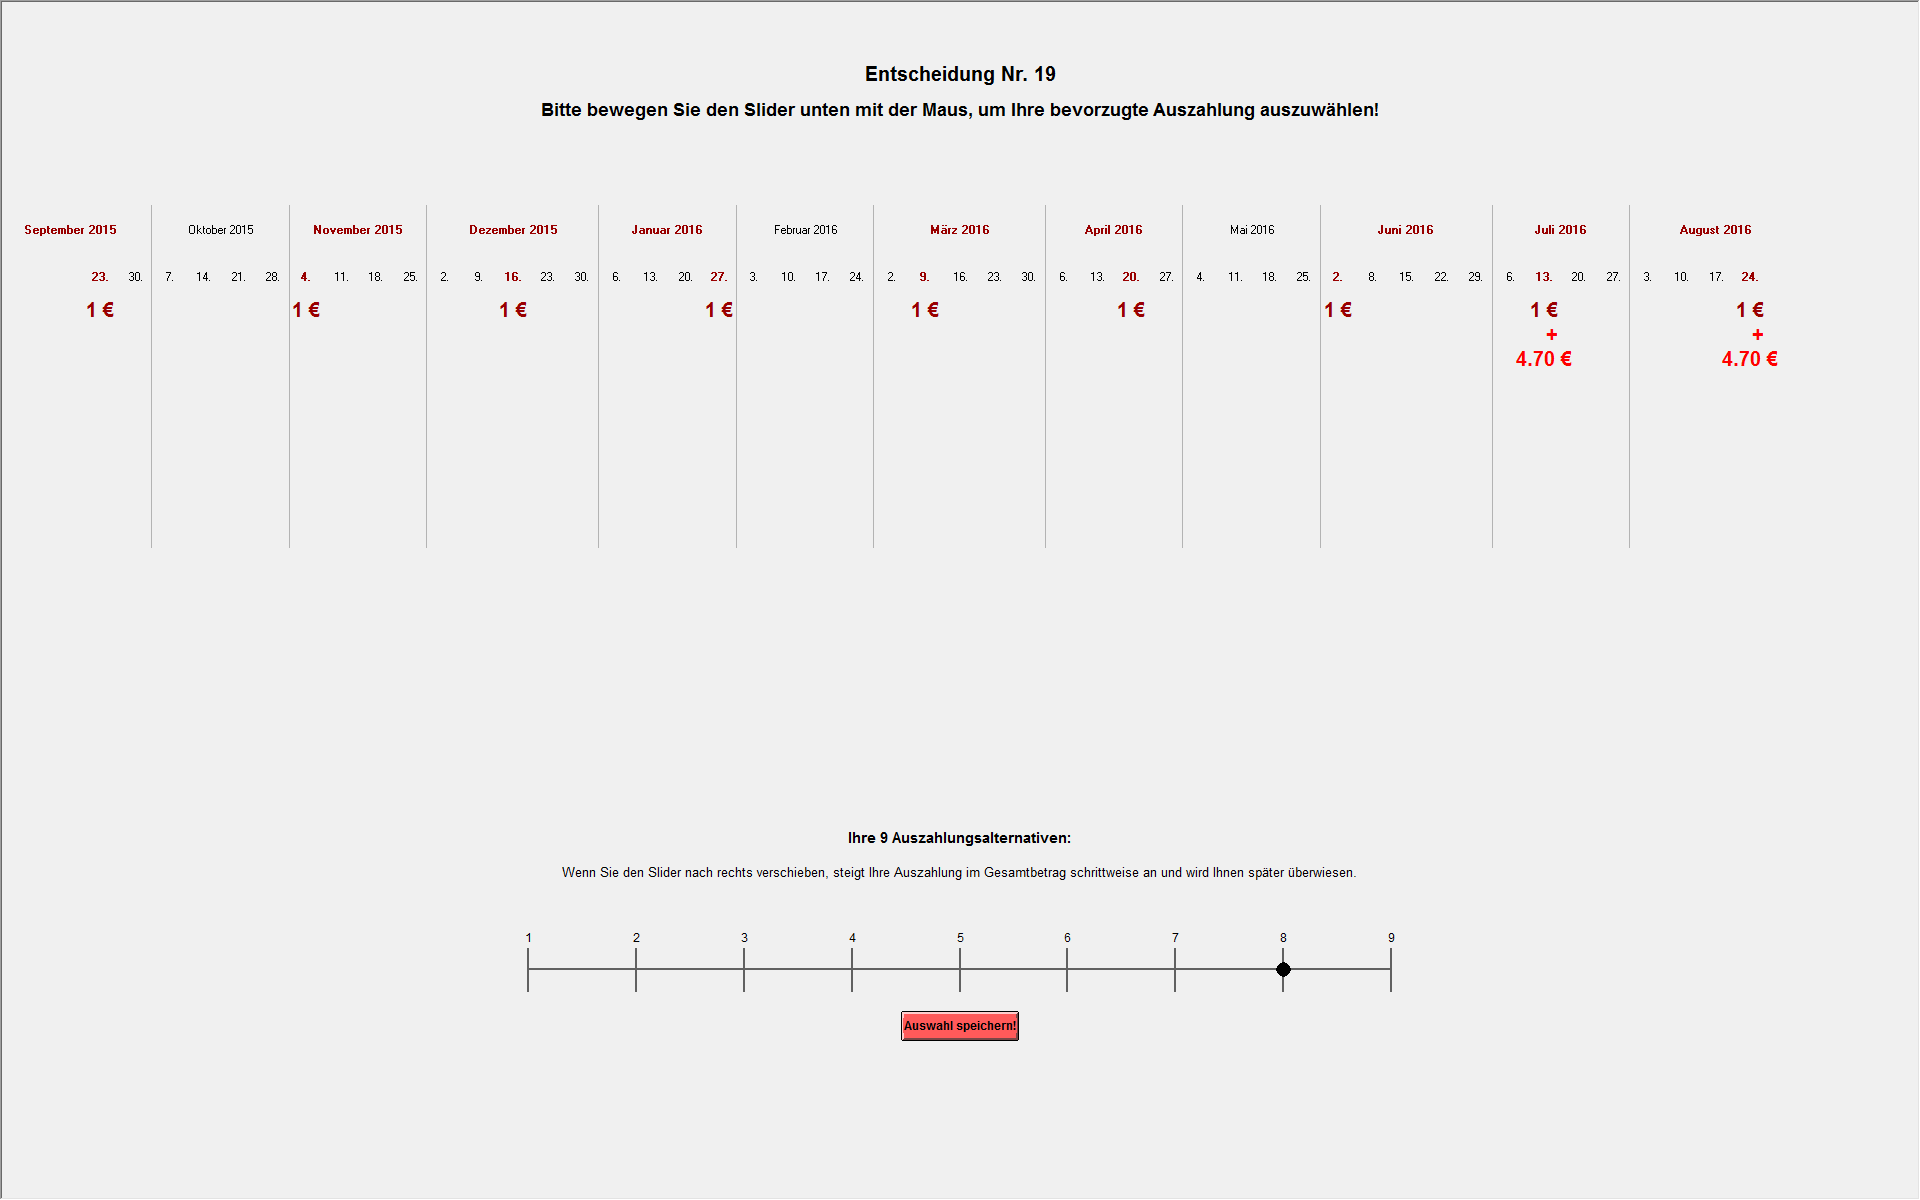 Entscheidung Nr. 19
Bitte bewegen Sie den Slider unten mit der Maus, um Ihre bevorzugte Auszahlung auszuwählen!
September 2015 Oktober 2015 November 2015 Dezember 2015 Januar 2016 Februar 2016 März 2016 April 2016 Mai 2016 Juni 2016 Juli 2016 August 2016
23. 30. 7. 14. 21. 28. 4. 11. 18. 25. 2. 9. 16. 23. 30. 6. 13. 20. 27. 3. 10. 17. 24. 2. 9. 16. 23. 30. 6. 13. 20. 27. 4. 11. 18. 25. 2. 8. 15. 22. 29. 6. 13. 20. 27. 3. 10. 17. 24.
1 € 1 € 1 € 1 € 1 € 1 € 1 € 1 € 1 €
+ +
4.70 € 4.70 €
Ihre 9 Auszahlungsalternativen:
Wenn Sie den Slider nach rechts verschieben, steigt Ihre Auszahlung im Gesamtbetrag schrittweise an und wird Ihnen später überwiesen.
1 2 3 4 5 6 7 8 9
Auswahl speichern!